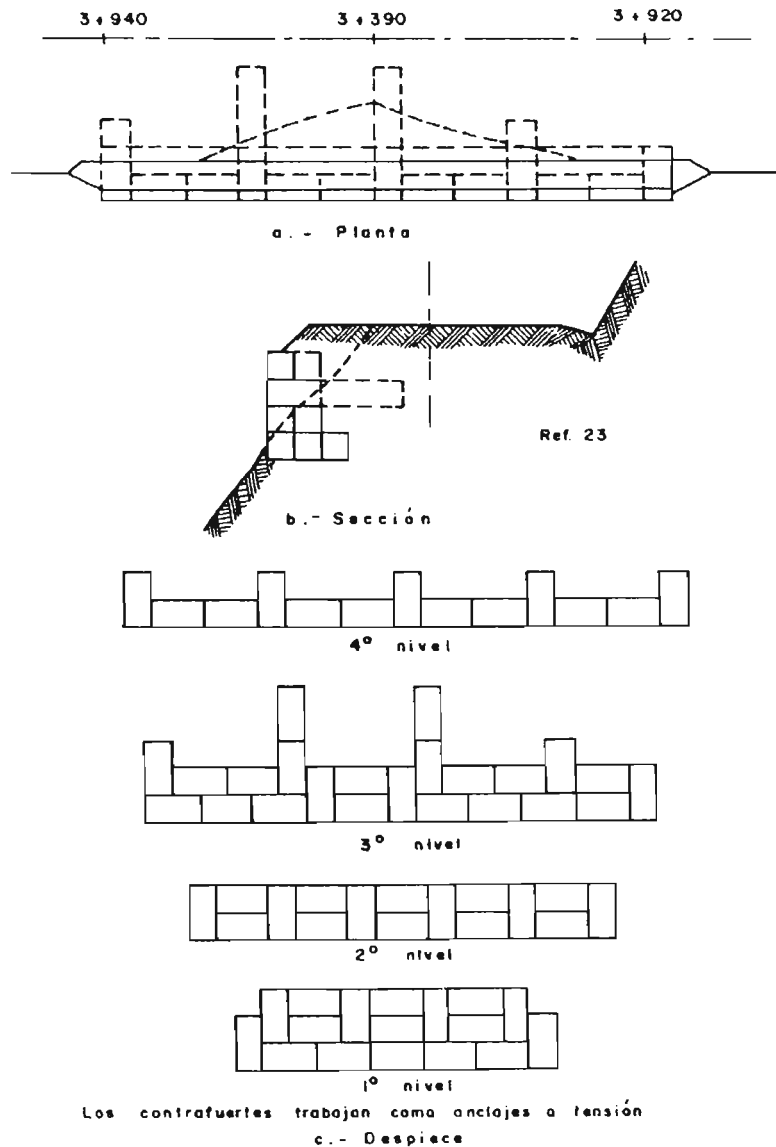 3+940 3+390 3+920
a.- Planta
Ref. 23
b.- Sección
4° nivel
3° nivel
2° nivel
1° nivel
Los contrafuertes trabajan como anclajes a tensión
c.- Despiece